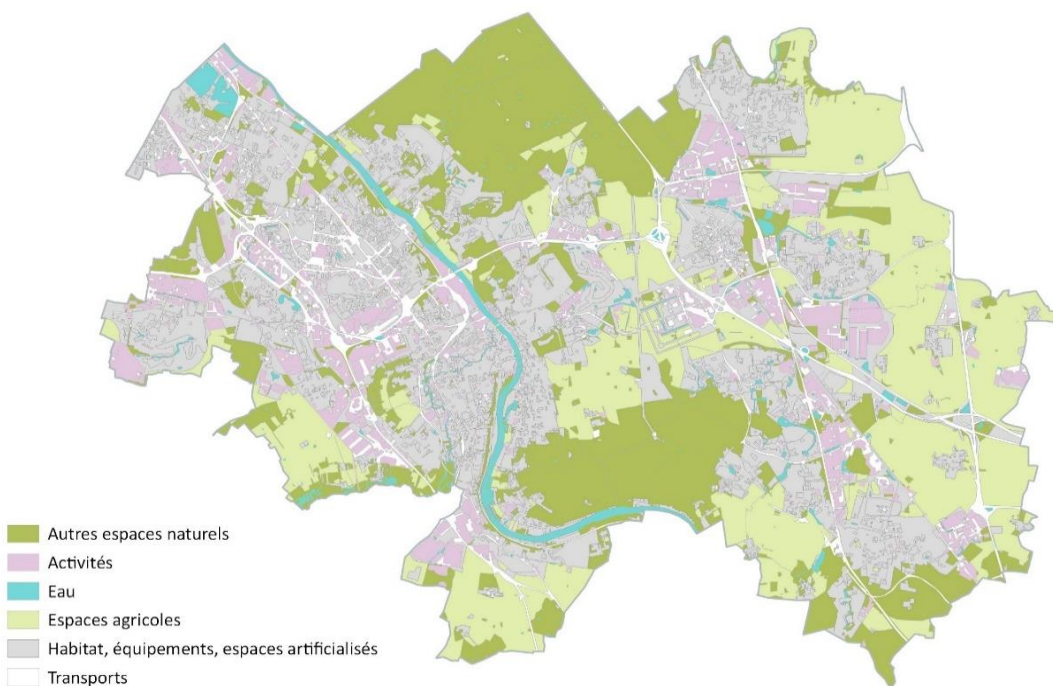 Autres espaces naturels
Activités
Eau
Espaces agricoles
Habitat, équipements, espaces artificialisés
Transports